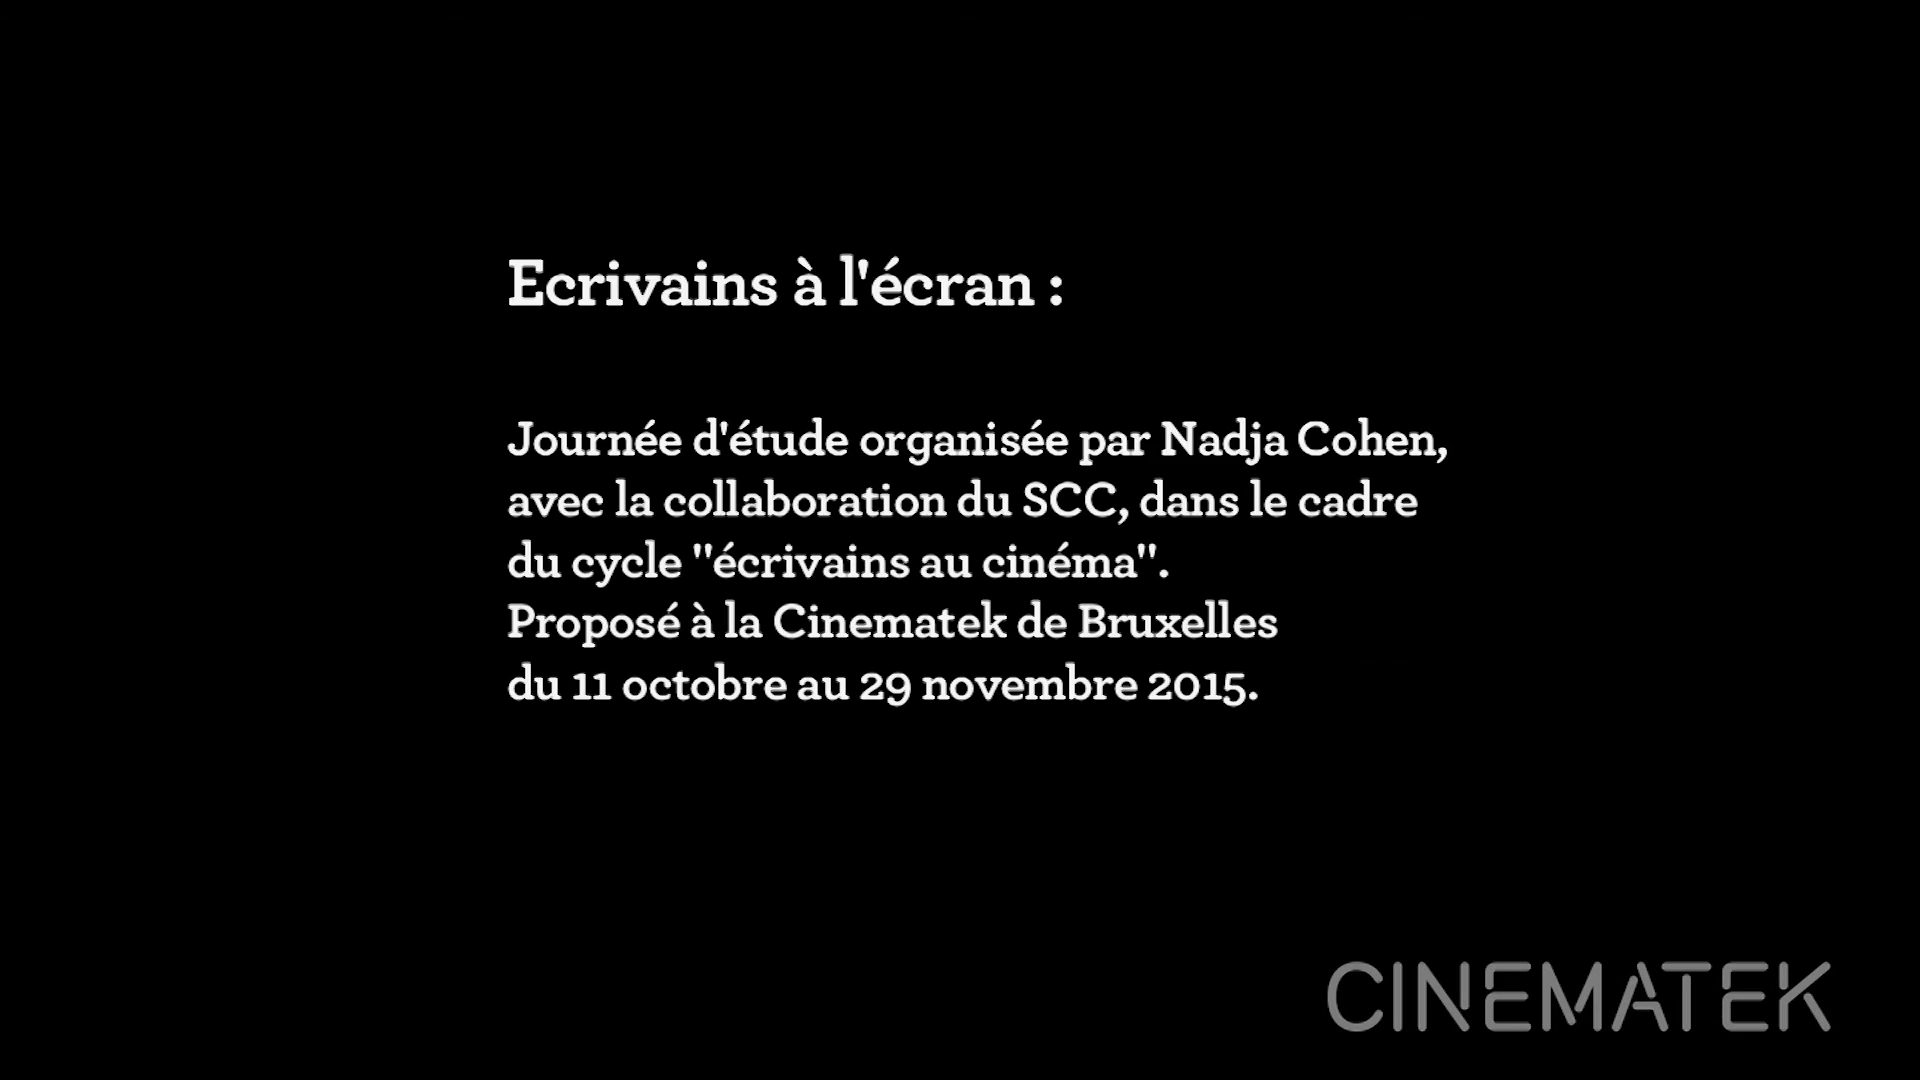 Ecrivains à l'écran :
Journée d'étude organisée par Nadja Cohen,
avec la collaboration du SCC, dans le cadre
du cycle "écrivains au cinéma".
Proposé à la Cinematek de Bruxelles
du 11 octobre au 29 novembre 2015.
CINEMATEK